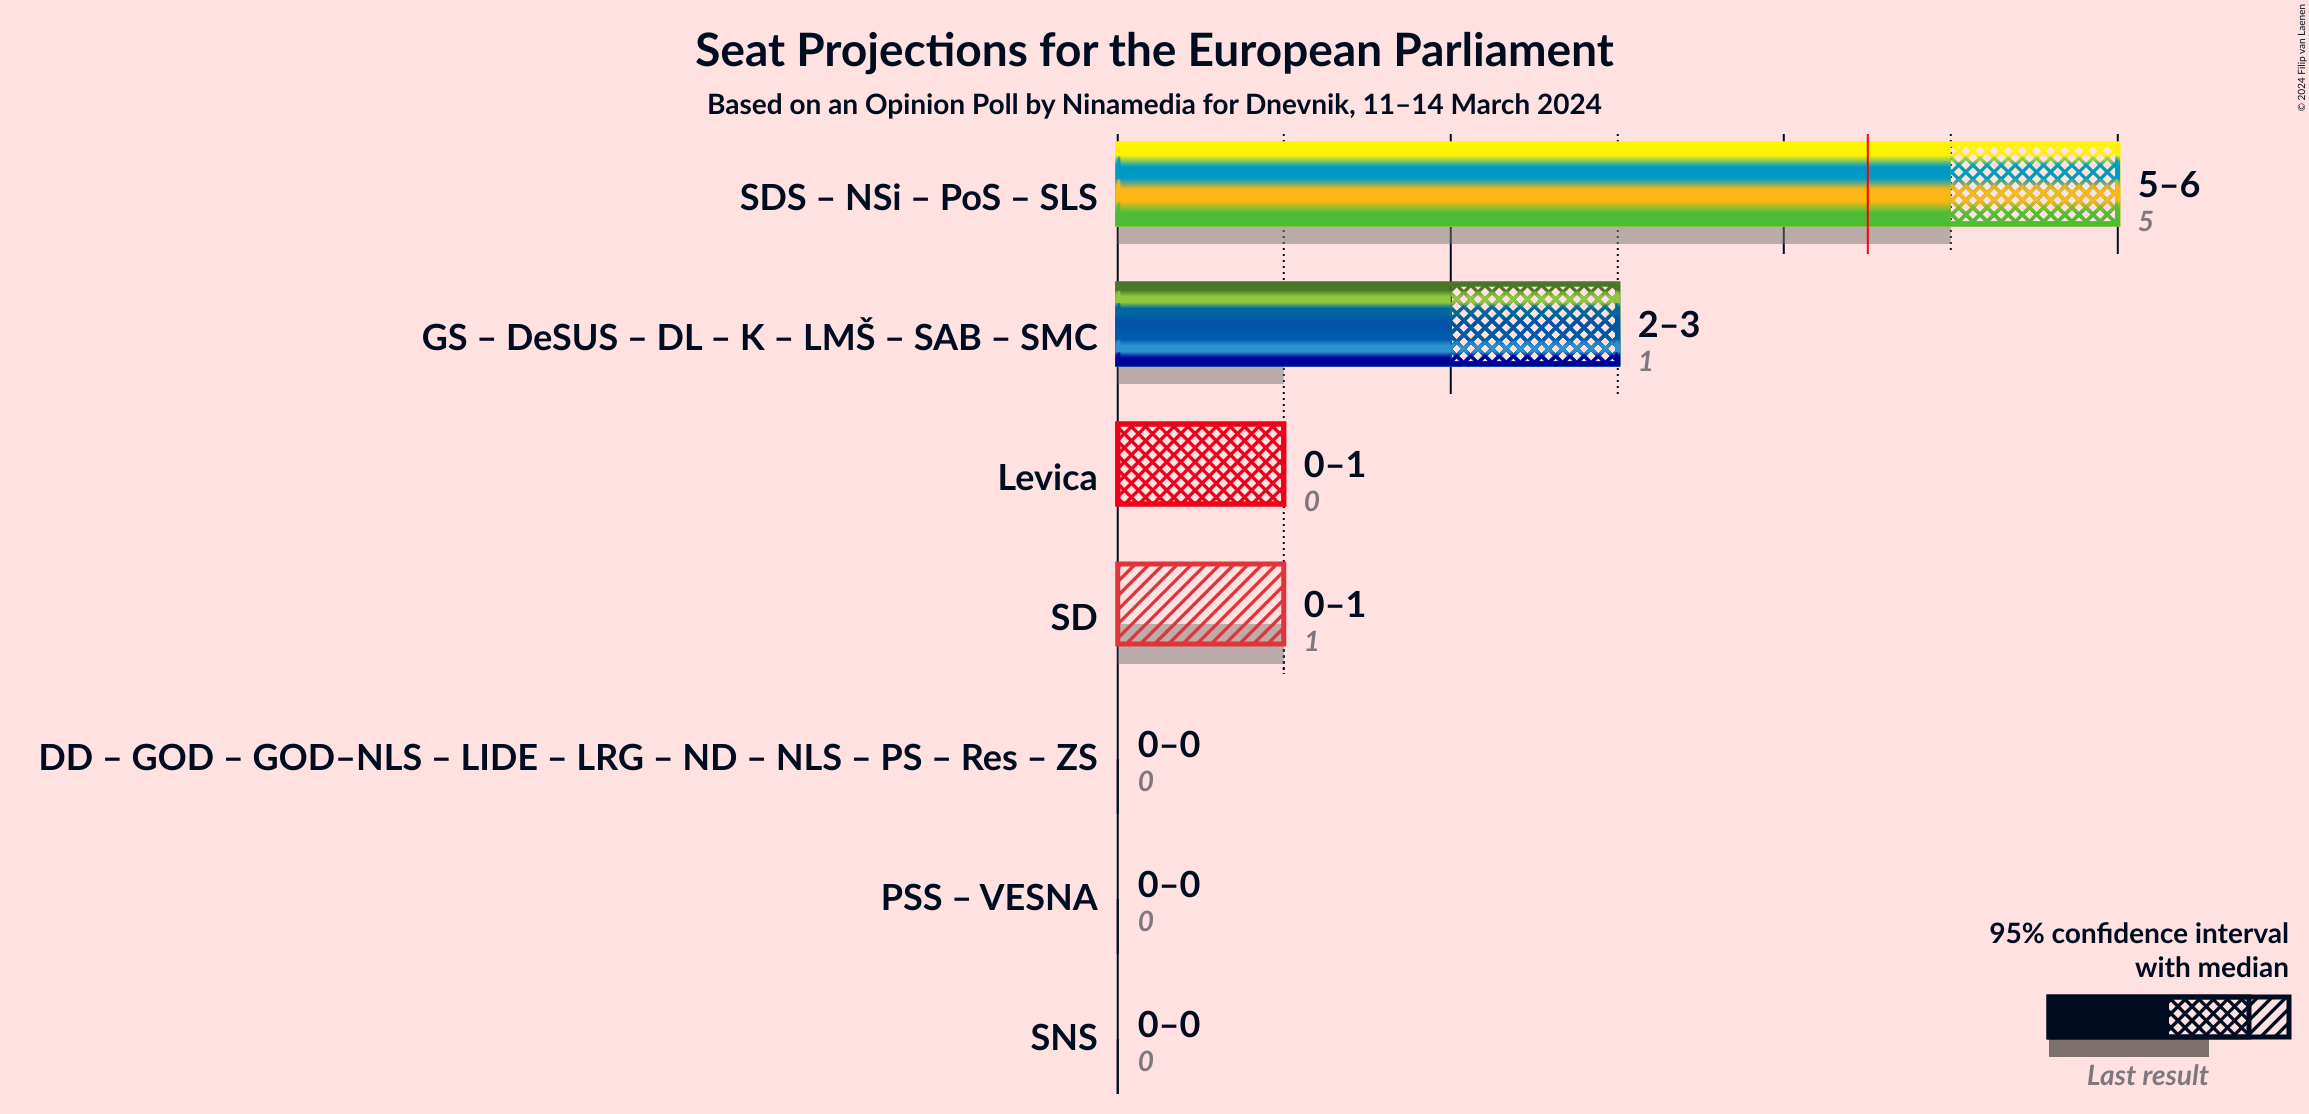 Seat Projections for the European Parliament
Based on an Opinion Poll by Ninamedia for Dnevnik, 11–14 March 2024
© 2024 Filip van Laenen
SDS – NSi – PoS – SLS
5–6
5
GS – DeSUS – DL – K – LMŠ – SAB – SMC
2–3
1
Levica
0–1
0
SD
0–1
1
DD – GOD – GOD–NLS – LIDE – LRG – ND – NLS – PS – Res – ZS
0–0
0
PSS – VESNA
0–0
0
SNS
0–0
0
95% confidence interval
with median
Last result